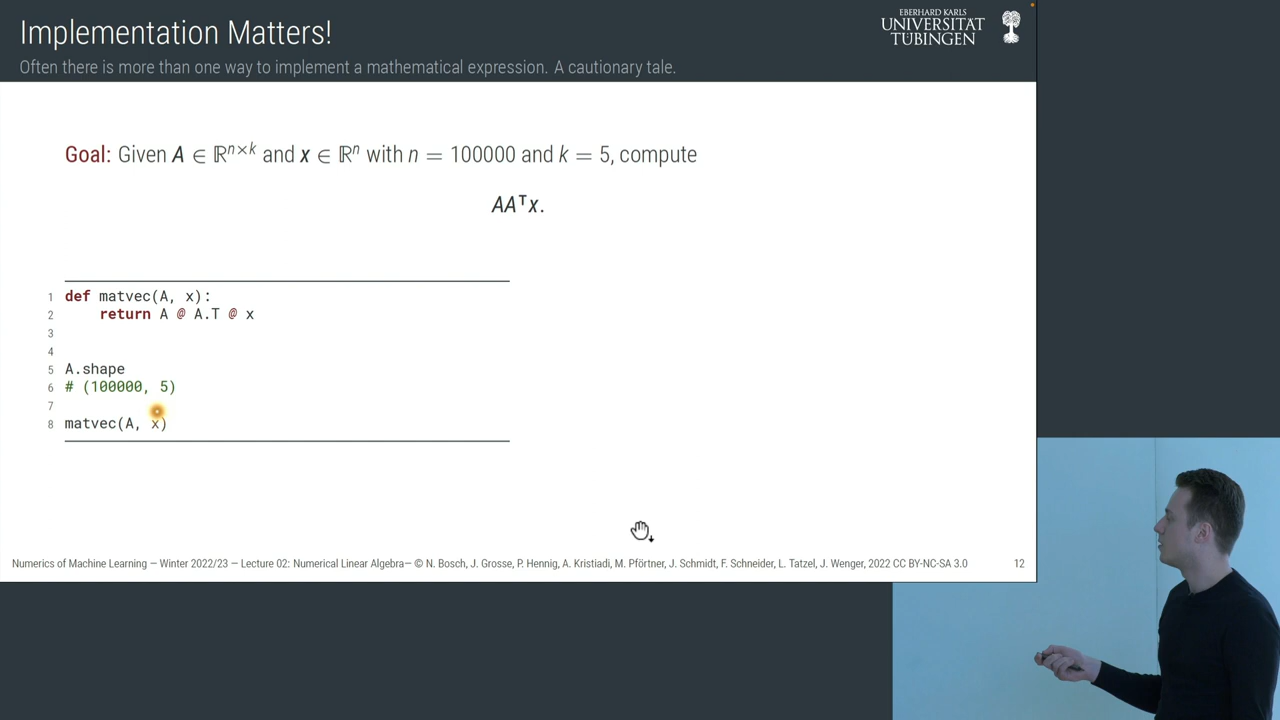 Implementation Matters!
Often there is more than one way to implement a mathematical expression. A cautionary tale.
EBERHARD KARLS
UNIVERSITÄT
TÜBINGEN
Goal: Given A ∈ ℝⁿˣᵏ and x ∈ ℝⁿ with n = 100000 and k = 5, compute
AAᵀx.
1 def matvec(A, x):
2 return A @ A.T @ x
3
4
5 A.shape
6 # (100000, 5)
7
8 matvec(A, x)
Numerics of Machine Learning — Winter 2022/23 — Lecture 02: Numerical Linear Algebra— © N. Bosch, J. Grosse, P. Hennig, A. Kristiadi, M. Pförtner, J. Schmidt, F. Schneider, L. Tatzel, J. Wenger, 2022 CC BY-NC-SA 3.0
12